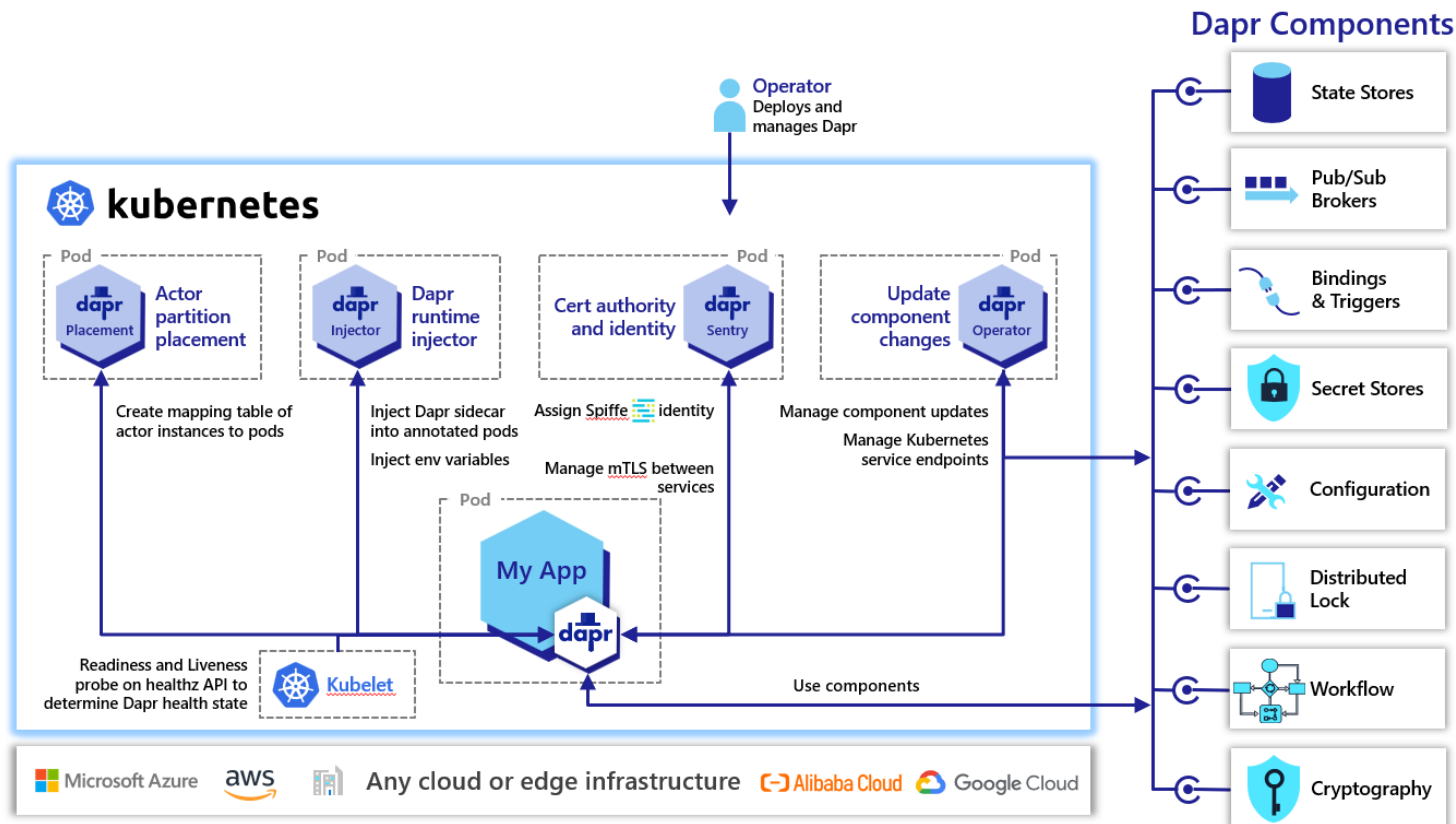 Dapr Components
Operator
Deploys and
manages Dapr
kubernetes
Pod
dapr
Placement
Actor
partition
placement
Pod
dapr
Injector
Dapr
runtime
injector
Pod
Cert authority
and identity
dapr
Sentry
Pod
Update
component
changes
dapr
Operator
Create mapping table of
actor instances to pods
Inject Dapr sidecar
into annotated pods
Inject env variables
Assign Spiffe identity
Manage mTLS between
services
Manage component updates
Manage Kubernetes
service endpoints
Pod
My App
dapr
Readiness and Liveness
probe on healthz API to
determine Dapr health state
Kubelet
Use components
Microsoft Azure
aws
Any cloud or edge infrastructure
Alibaba Cloud
Google Cloud
State Stores
Pub/Sub
Brokers
Bindings
& Triggers
Secret Stores
Configuration
Distributed
Lock
Workflow
Cryptography